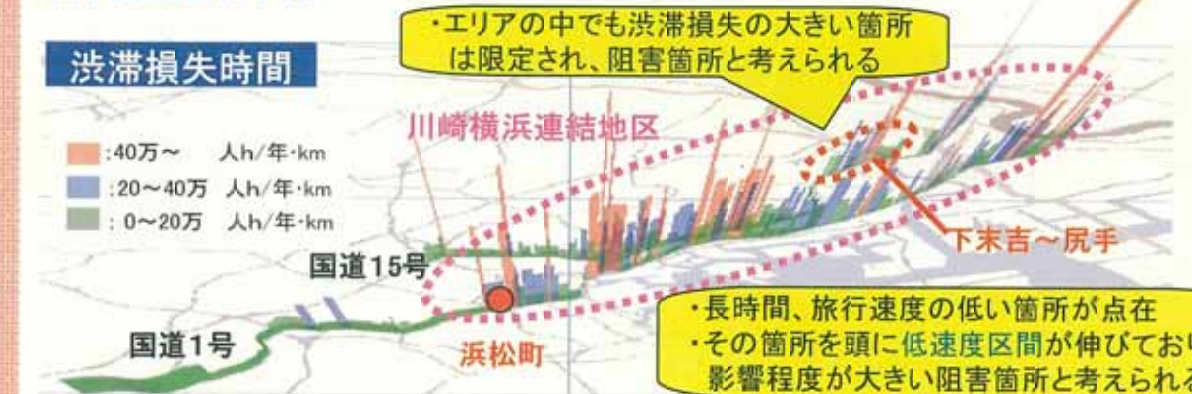 ・エリアの中でも渋滞損失の大きい箇所
は限定され、阻害箇所と考えられる
渋滞損失時間
川崎横浜連結地区
:40万～ 人h/年・km
:20～40万 人h/年・km
: 0～20万 人h/年・km
下末吉～尻手
国道15号
・長時間、旅行速度の低い箇所が点在
国道1号
浜松町
・その箇所を頭に低速度区間が伸びており
影響程度が大きい阻害箇所と考えられる